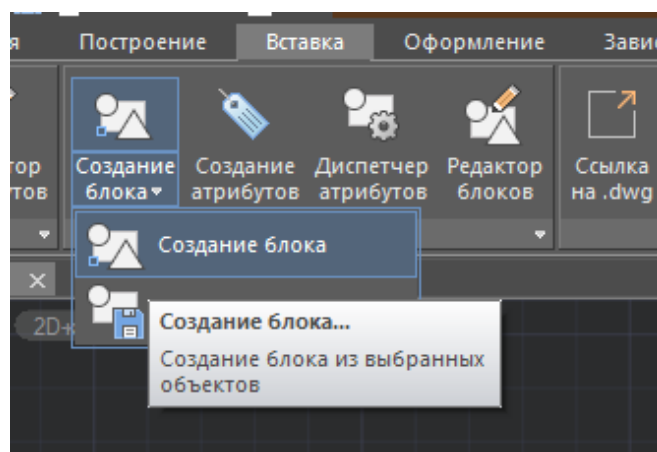 я Построение Вставка Оформление Зави
тор Создание Создание Диспетчер Редактор Ссылка
тов блока атрибутов атрибутов блоков на .dwg
Создание блока
2D
Создание блока...
Создание блока из выбранных
объектов